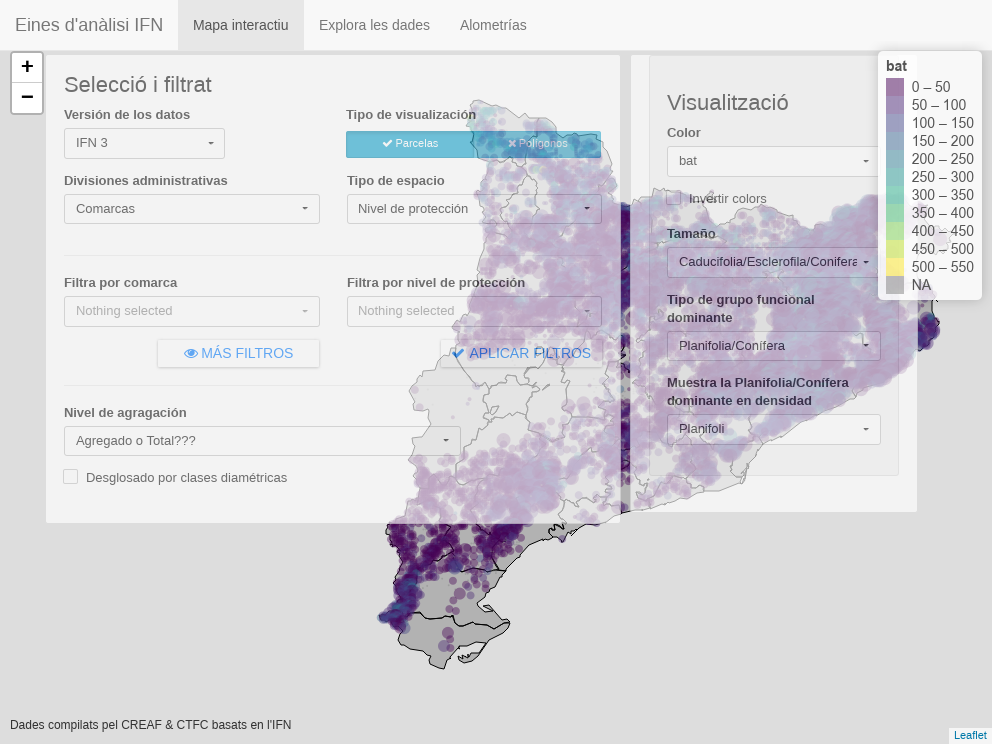 Eines d'anàlisi IFN
Mapa interactiu
Explora les dades
Alometrías
+
−
Selecció i filtrat
Versión de los datos
IFN 3
Tipo de visualización
Parcelas
Polígonos
Divisiones administrativas
Comarcas
Tipo de espacio
Nivel de protección
Filtra por comarca
Nothing selected
Filtra por nivel de protección
Nothing selected
MÁS FILTROS
APLICAR FILTROS
Nivel de agragación
Agregado o Total???
Desglosado por clases diamétricas
Visualització
Color
bat
Invertir colors
Tamaño
Caducifolia/Esclerofila/Conifera
Tipo de grupo funcional
dominante
Planifolia/Conífera
Muestra la Planifolia/Conífera
dominante en densidad
Planifoli
bat
0 – 50
50 – 100
100 – 150
150 – 200
200 – 250
250 – 300
300 – 350
350 – 400
400 – 450
450 – 500
500 – 550
NA
Dades compilats pel CREAF & CTFC basats en l'IFN
Leaflet